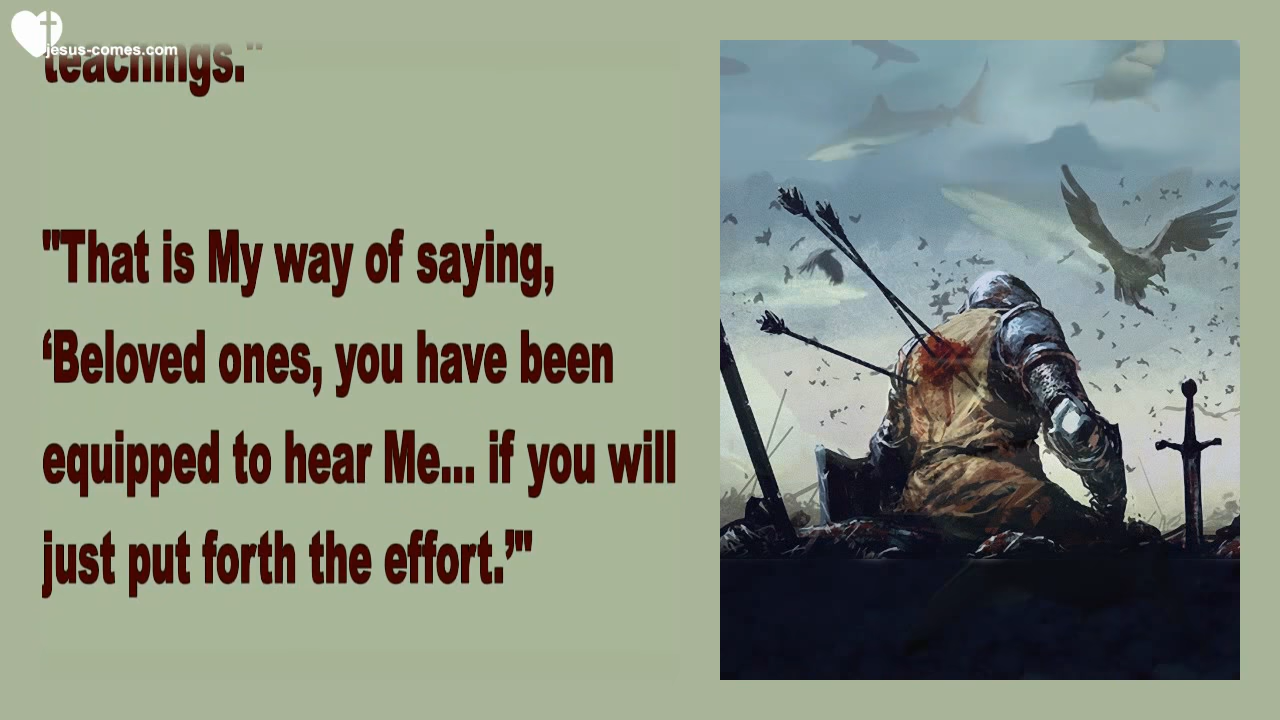 jesus-comes.com
teachings."
"That is My way of saying,
‘Beloved ones, you have been
equipped to hear Me... if you will
just put forth the effort.’"